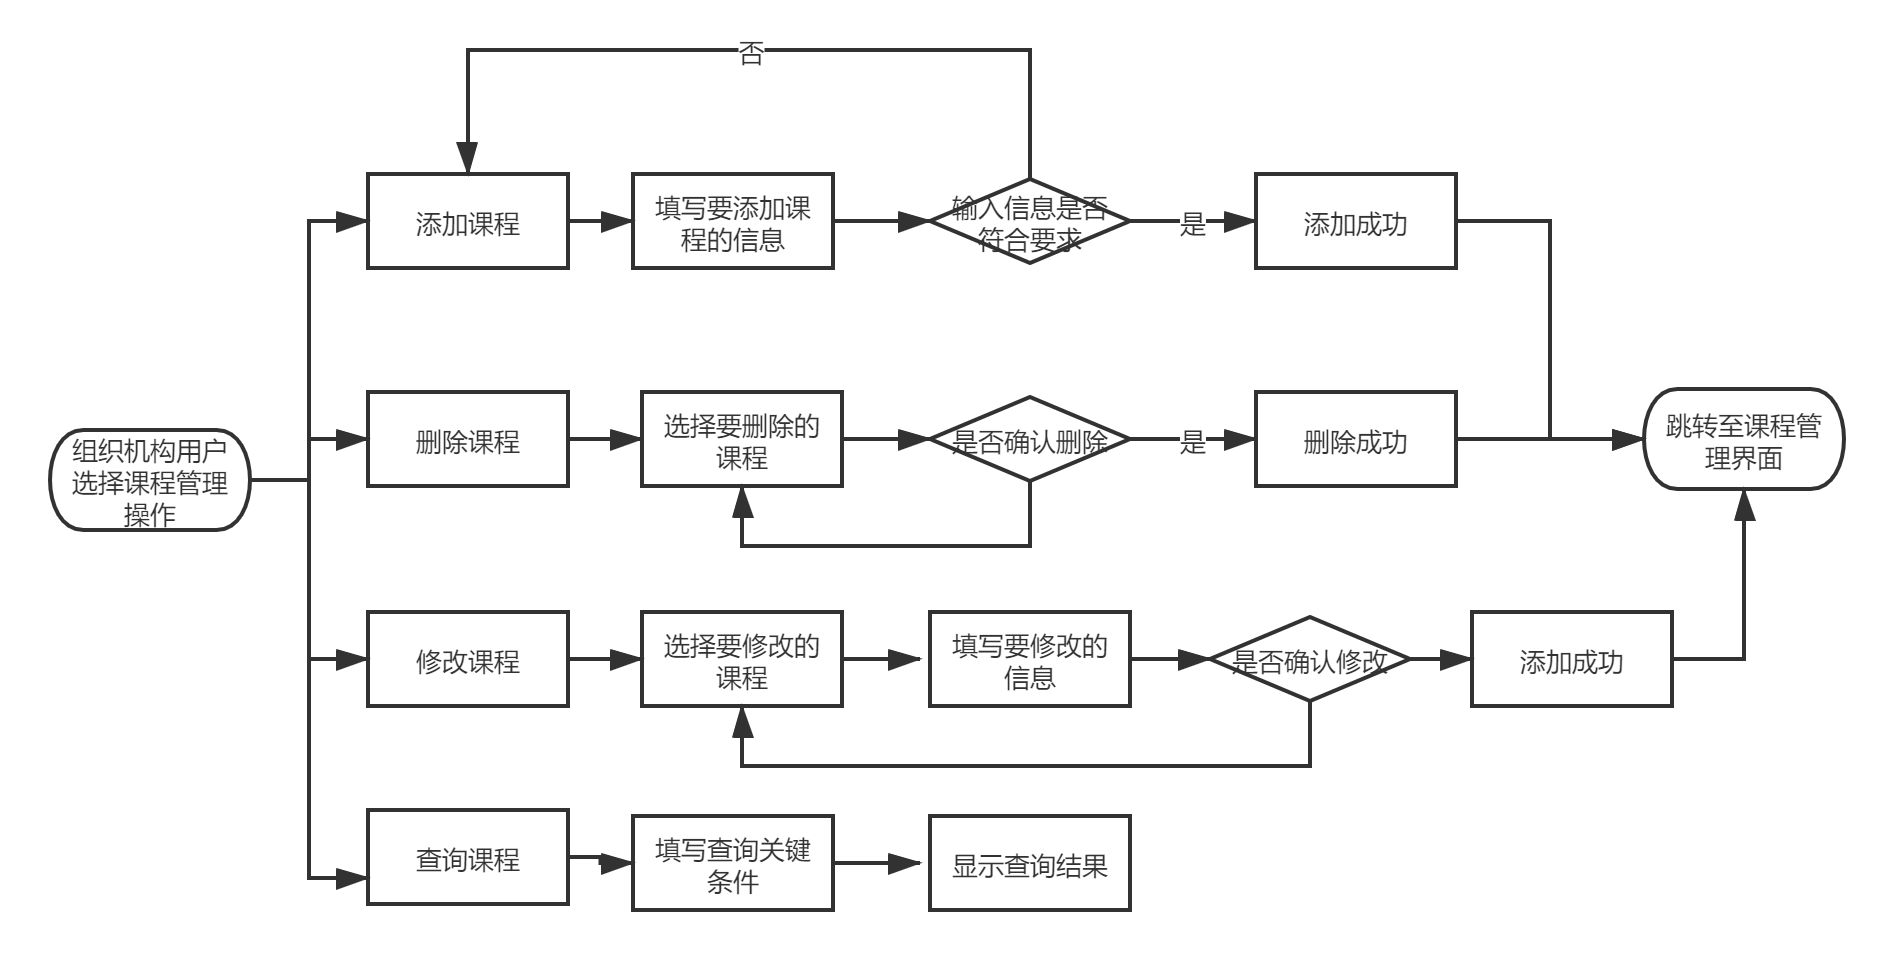 否
添加课程
填写要添加课
程的信息
输入信息是否
符合要求
是
添加成功
组织机构用户
选择课程管理
操作
删除课程
选择要删除的
课程
是否确认删除
是
删除成功
跳转至课程管
理界面
修改课程
选择要修改的
课程
填写要修改的
信息
是否确认修改
添加成功
查询课程
填写查询关键
条件
显示查询结果